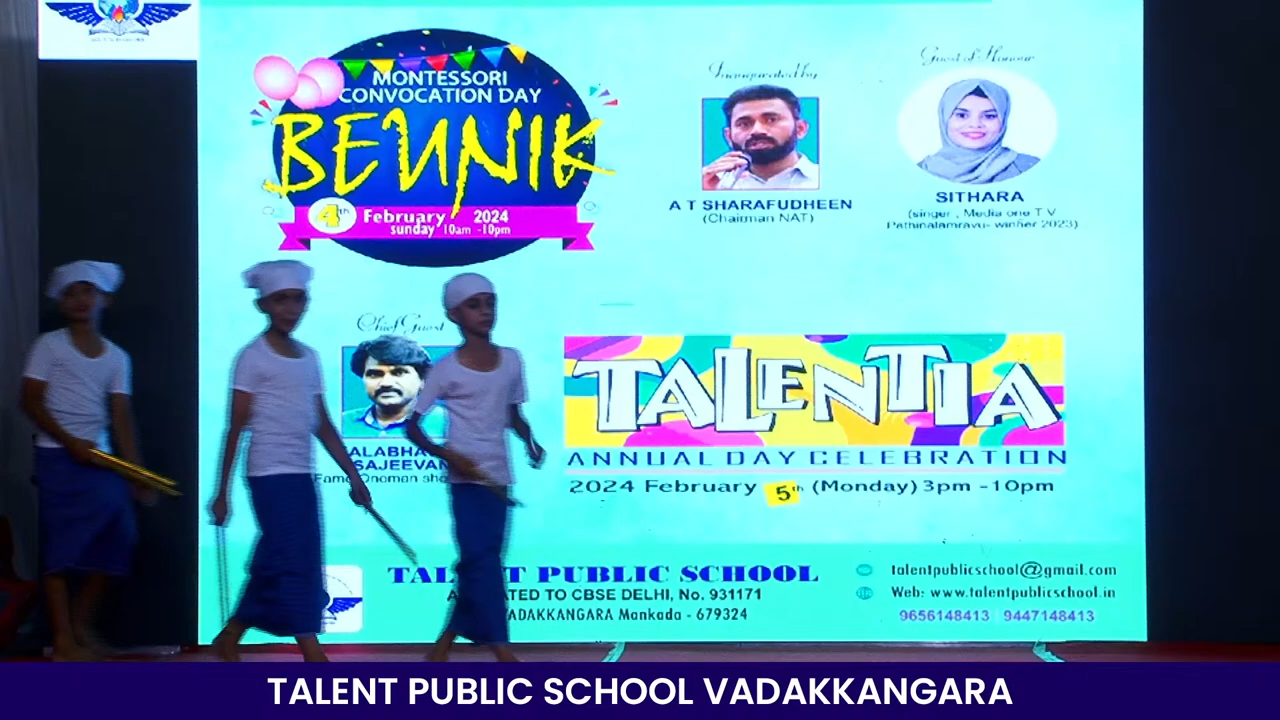 MONTESSORI
CONVOCATION DAY
BEUNIK
4th February 2024
sunday 10am -10pm
Inaugurated by
A T SHARAFUDHEEN
(Chairman NAT)
Guest of Honour
SITHARA
(singer , Media one T V
Pathinalamravu- winner 2023)
Chief Guest
SAJEEVAN
TALENTIA
ANNUAL DAY CELEBRATION
2024 February 5th (Monday) 3pm -10pm
PUBLIC SCHOOL
TO CBSE DELHI, No. 931171
Mankada - 679324
talentpublicschool@gmail.com
Web: www.talentpublicschool.in
9656148413 | 9447148413
TALENT PUBLIC SCHOOL VADAKKANGARA